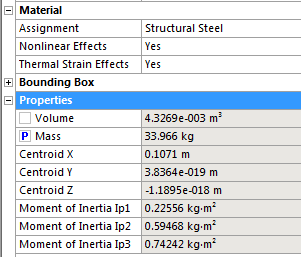 Material
Assignment Structural Steel
Nonlinear Effects Yes
Thermal Strain Effects Yes
Bounding Box
Properties
Volume 4.3269e-003 m³
P Mass 33.966 kg
Centroid X 0.1071 m
Centroid Y 3.8364e-019 m
Centroid Z -1.1895e-018 m
Moment of Inertia Ip1 0.22556 kg·m²
Moment of Inertia Ip2 0.59468 kg·m²
Moment of Inertia Ip3 0.74242 kg·m²